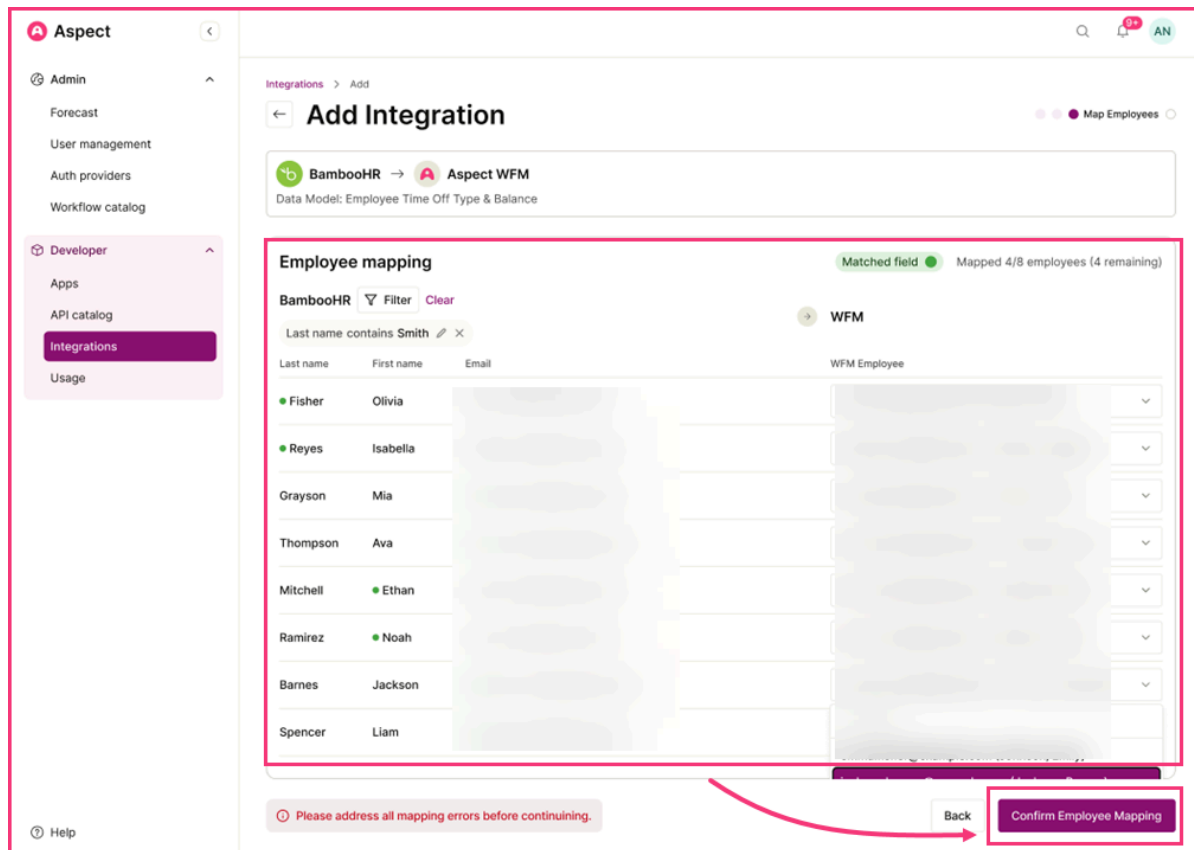 Aspect
9+
AN
Admin
Forecast
User management
Auth providers
Workflow catalog
Developer
Apps
API catalog
Integrations
Usage
Help
Integrations > Add
← Add Integration
Map Employees
BambooHR → Aspect WFM
Data Model: Employee Time Off Type & Balance
Employee mapping
Matched field
Mapped 4/8 employees (4 remaining)
BambooHR Filter Clear
→ WFM
Last name contains Smith ×
Last name First name Email WFM Employee
Fisher Olivia
Reyes Isabella
Grayson Mia
Thompson Ava
Mitchell Ethan
Ramirez Noah
Barnes Jackson
Spencer Liam
Please address all mapping errors before continuining.
Back
Confirm Employee Mapping